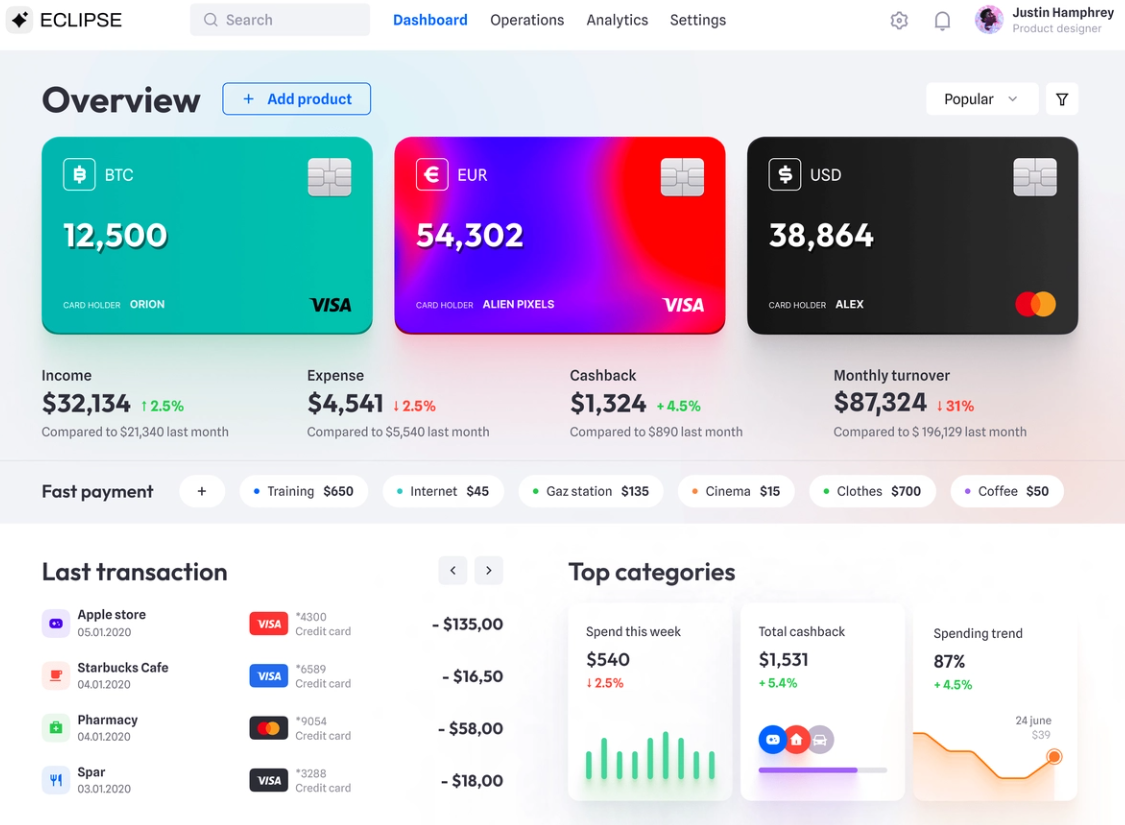 ECLIPSE
Search
Dashboard Operations Analytics Settings
Justin Hamphrey
Product designer
Overview
+ Add product
Popular
BTC
12,500
CARD HOLDER ORION
VISA
€ EUR
54,302
CARD HOLDER ALIEN PIXELS
VISA
$ USD
38,864
CARD HOLDER ALEX
Income
$32,134 ↑ 2.5%
Compared to $21,340 last month
Expense
$4,541 ↓ 2.5%
Compared to $5,540 last month
Cashback
$1,324 + 4.5%
Compared to $890 last month
Monthly turnover
$87,324 ↓ 31%
Compared to $ 196,129 last month
Fast payment
+
Training $650
Internet $45
Gaz station $135
Cinema $15
Clothes $700
Coffee $50
Last transaction
< >
Apple store
05.01.2020
VISA
*4300
Credit card
- $135,00
Starbucks Cafe
04.01.2020
VISA
*6589
Credit card
- $16,50
Pharmacy
04.01.2020
*9054
Credit card
- $58,00
Spar
03.01.2020
VISA
*3288
Credit card
- $18,00
Top categories
Spend this week
$540
↓ 2.5%
Total cashback
$1,531
+ 5.4%
Spending trend
87%
+ 4.5%
24 june
$39